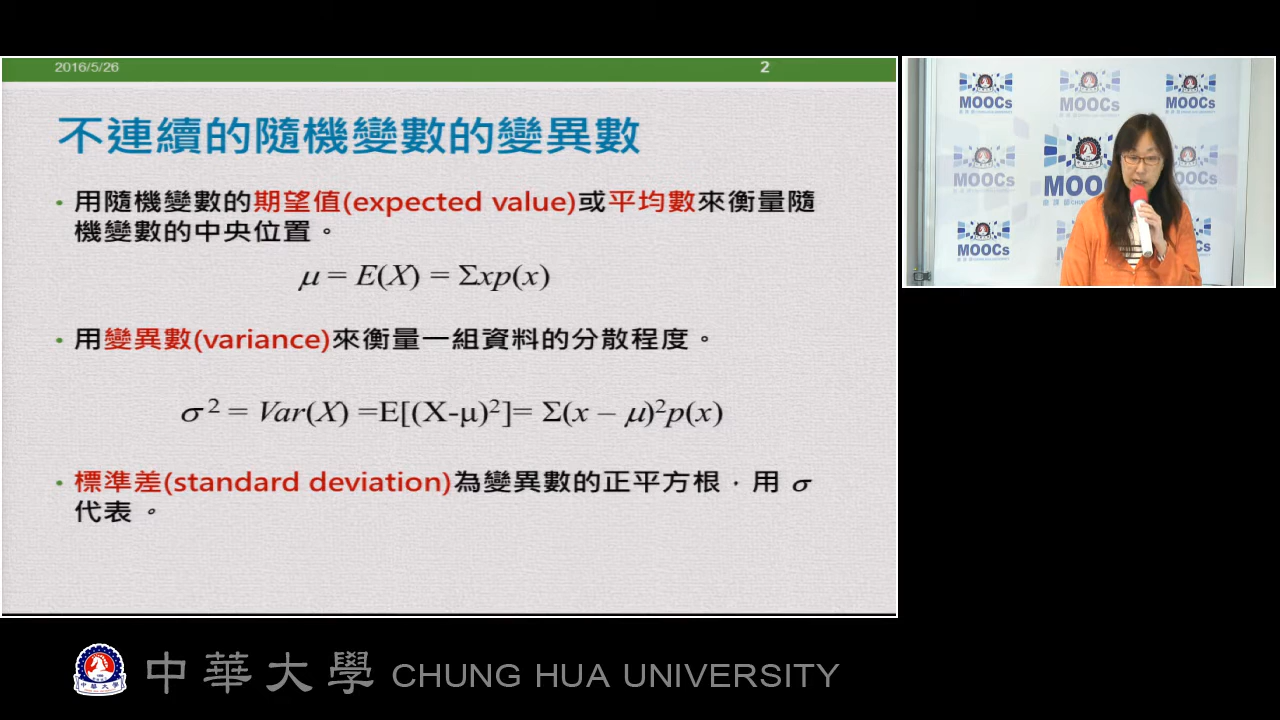 2016/5/26
2
不連續的隨機變數的變異數
• 用隨機變數的期望值(expected value)或平均數來衡量隨
機變數的中央位置。
μ = E(X) = Σxp(x)
• 用變異數(variance)來衡量一組資料的分散程度。
σ² = Var(X) =E[(X-μ)²]= Σ(x – μ)²p(x)
• 標準差(standard deviation)為變異數的正平方根，用 σ
代表。
MOOCs
MOOCs
MOOCs
MOOCs
MOO
MOOCs
MOOCs
中華大學 CHUNG HUA UNIVERSITY